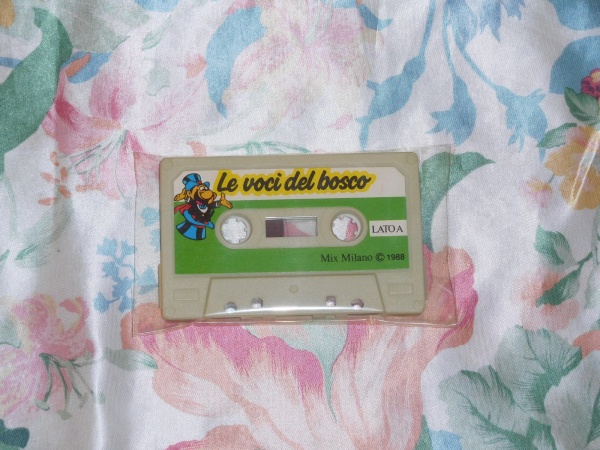 Le voci del bosco
LATO A
Mix Milano © 1988